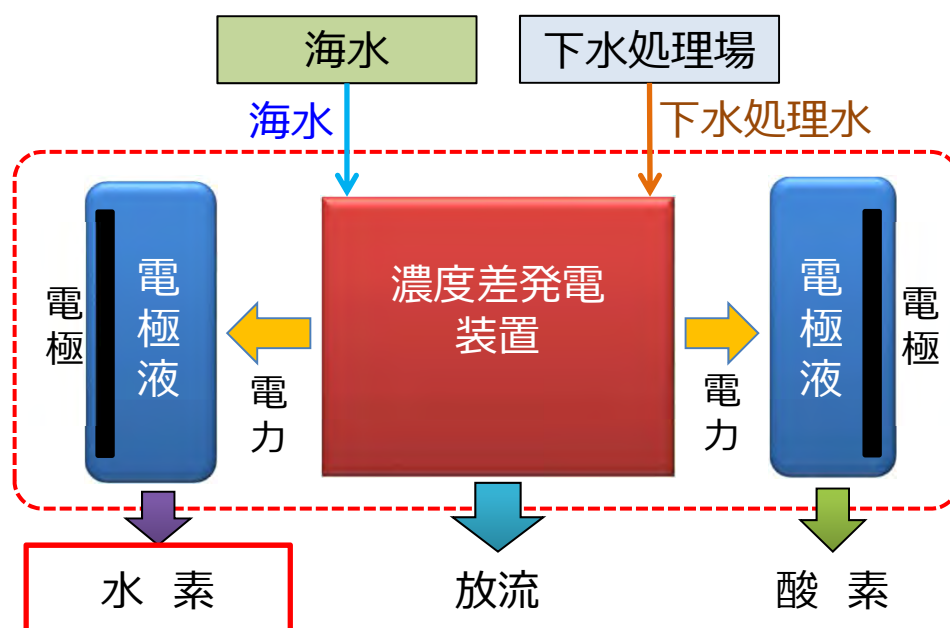 海水
下水処理場
海水
下水処理水
電極
電極液
濃度差発電
装置
電極液
電極
電力
電力
水 素
放流
酸 素